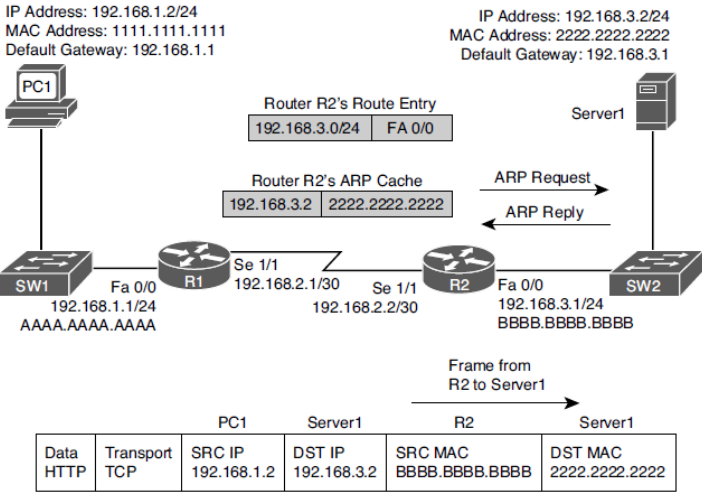 IP Address: 192.168.1.2/24
MAC Address: 1111.1111.1111
Default Gateway: 192.168.1.1
IP Address: 192.168.3.2/24
MAC Address: 2222.2222.2222
Default Gateway: 192.168.3.1
PC1
Server1
Router R2's Route Entry
192.168.3.0/24 FA 0/0
Router R2's ARP Cache
192.168.3.2 2222.2222.2222
ARP Request
ARP Reply
SW1
Fa 0/0
192.168.1.1/24
AAAA.AAAA.AAAA
R1
Se 1/1
192.168.2.1/30
Se 1/1
192.168.2.2/30
R2
Fa 0/0
192.168.3.1/24
BBBB.BBBB.BBBB
SW2
Frame from
R2 to Server1
PC1 Server1 R2 Server1
Data Transport SRC IP DST IP SRC MAC DST MAC
HTTP TCP 192.168.1.2 192.168.3.2 BBBB.BBBB.BBBB 2222.2222.2222